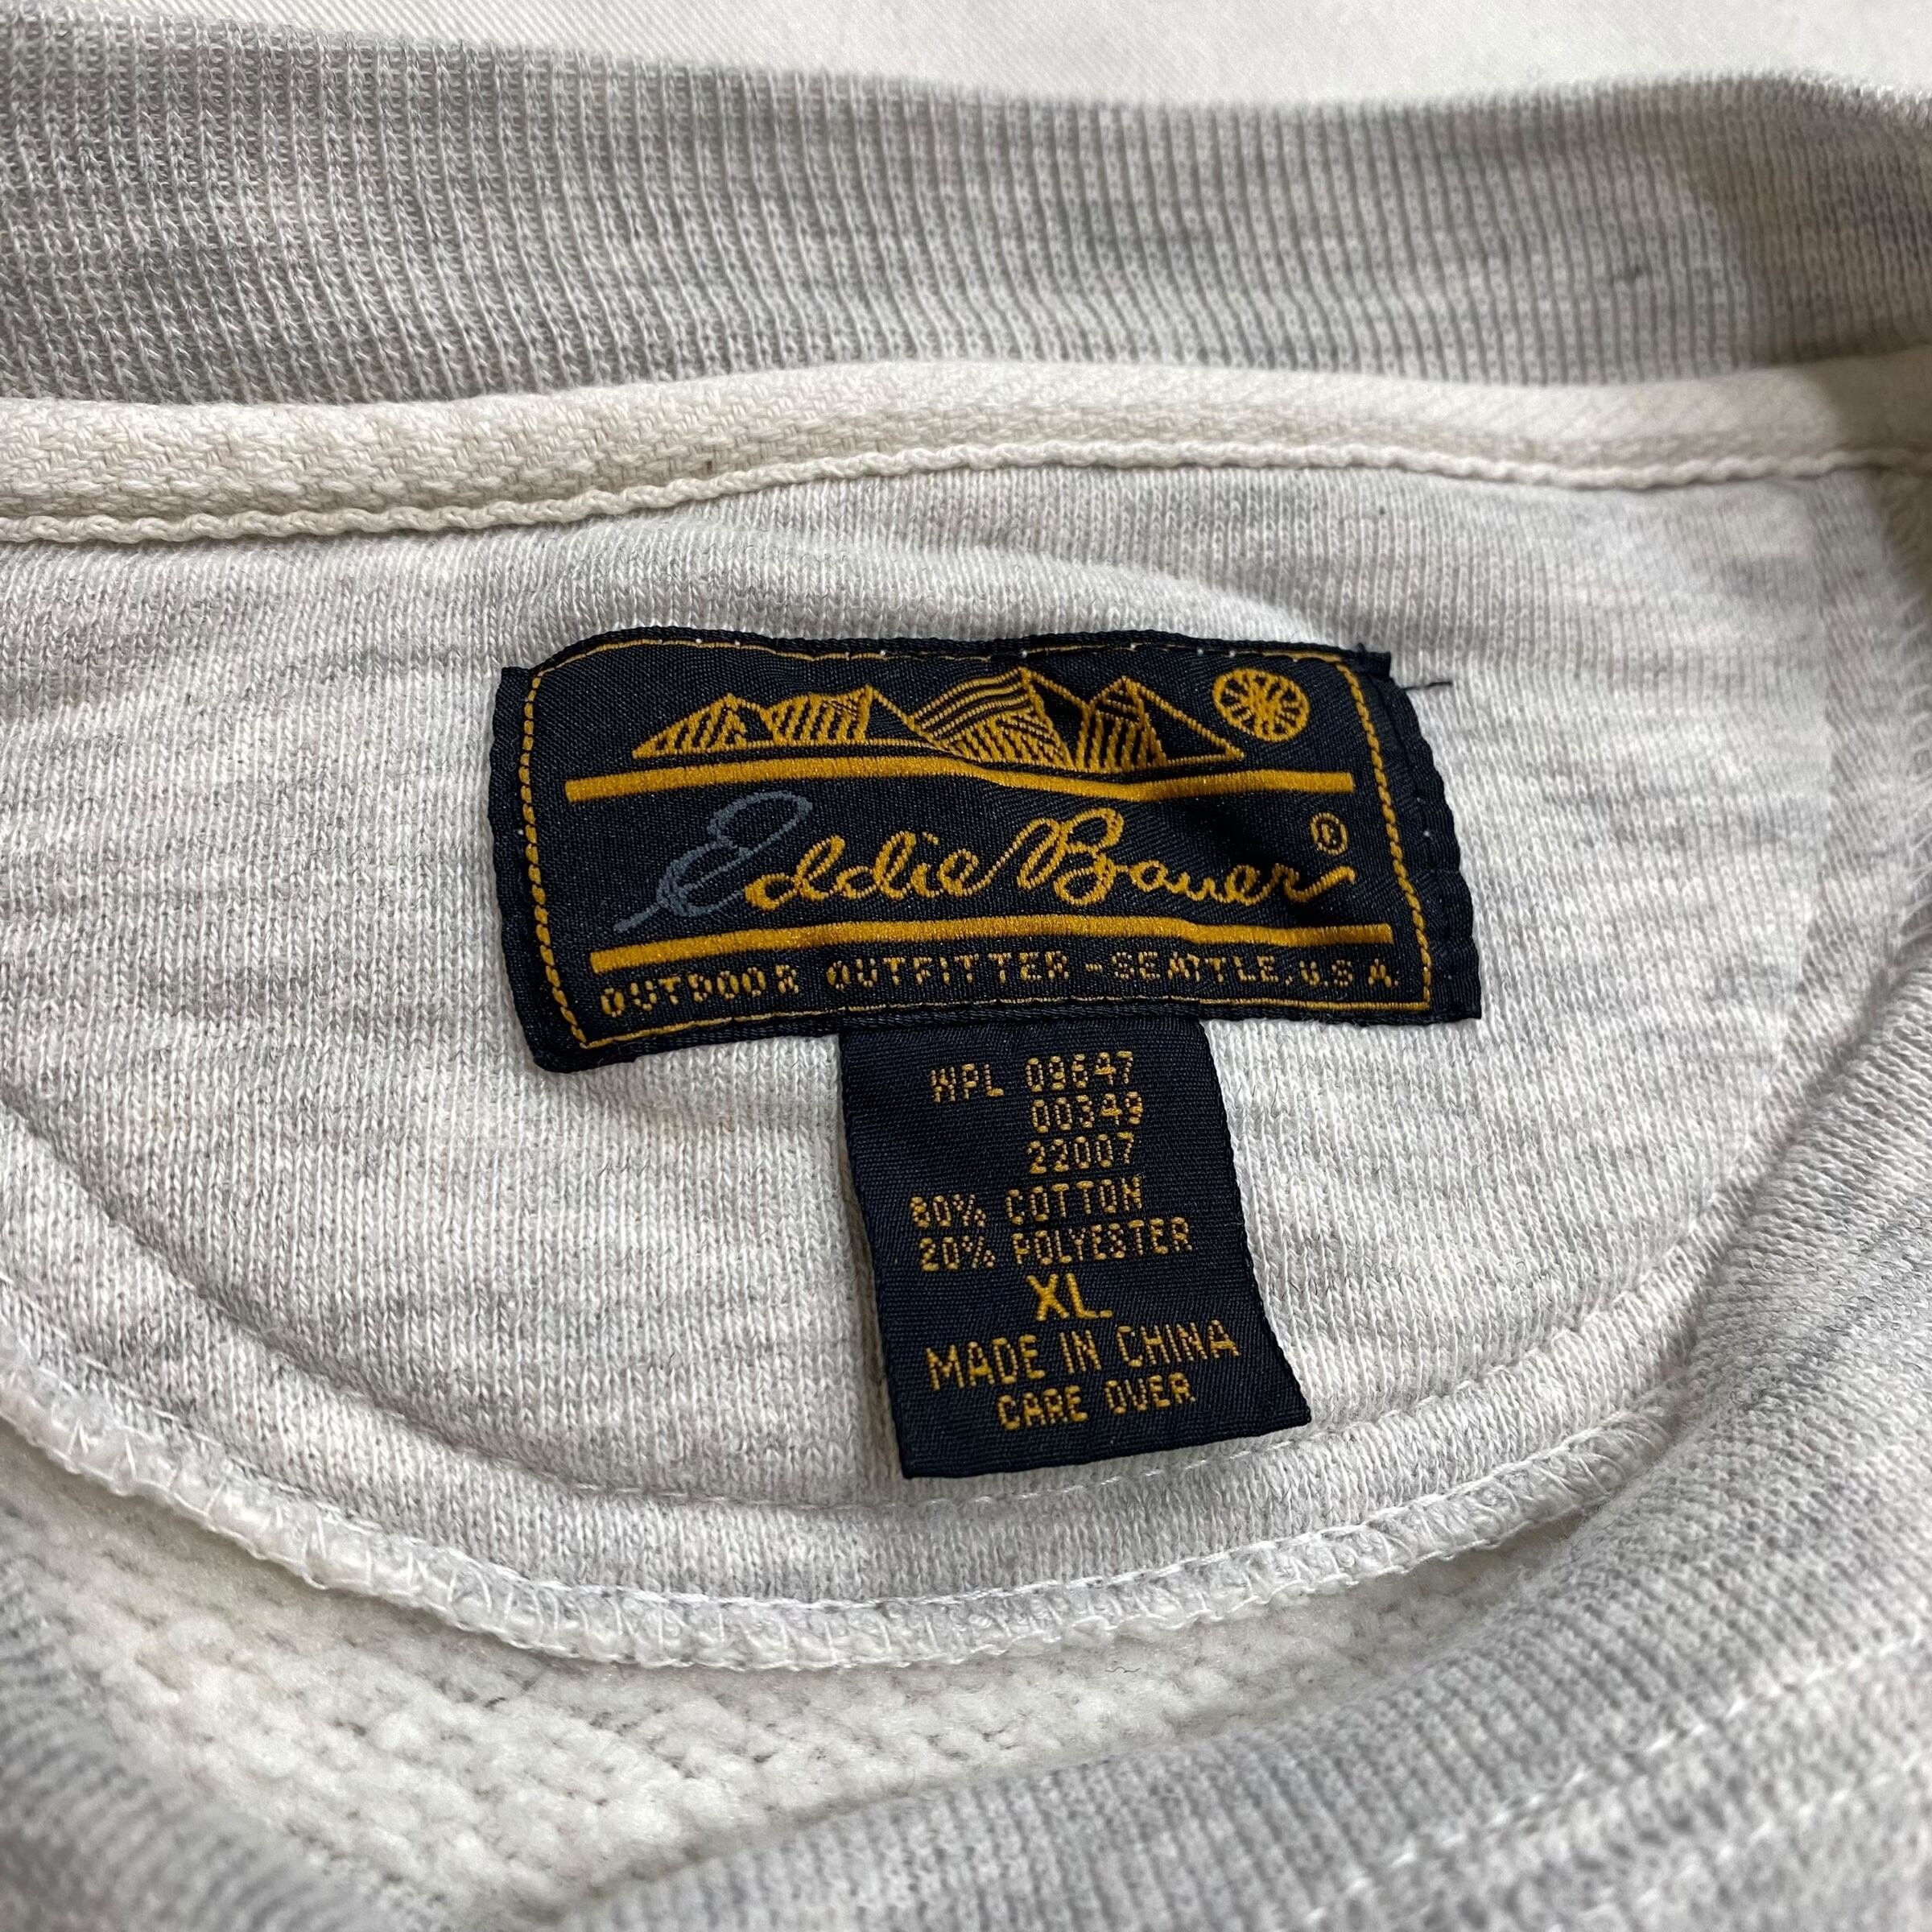 Eddie Bauer®
OUTDOOR OUTFITTER - SEATTLE, U.S.A.
WPL 09647
00349
22007
80% COTTON
20% POLYESTER
XL.
MADE IN CHINA
CARE OVER